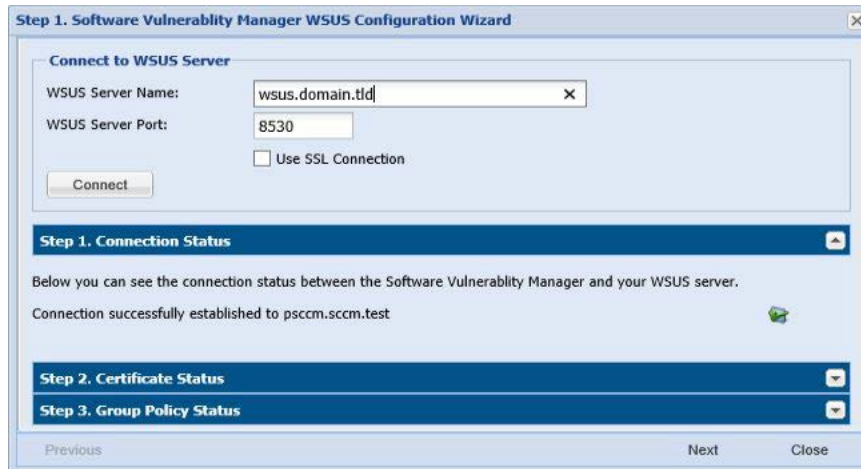 Step 1. Software Vulnerablity Manager WSUS Configuration Wizard
Connect to WSUS Server
WSUS Server Name:
wsus.domain.tld
WSUS Server Port:
8530
Use SSL Connection
Connect
Step 1. Connection Status
Below you can see the connection status between the Software Vulnerablity Manager and your WSUS server.
Connection successfully established to psccm.sccm.test
Step 2. Certificate Status
Step 3. Group Policy Status
Previous
Next
Close